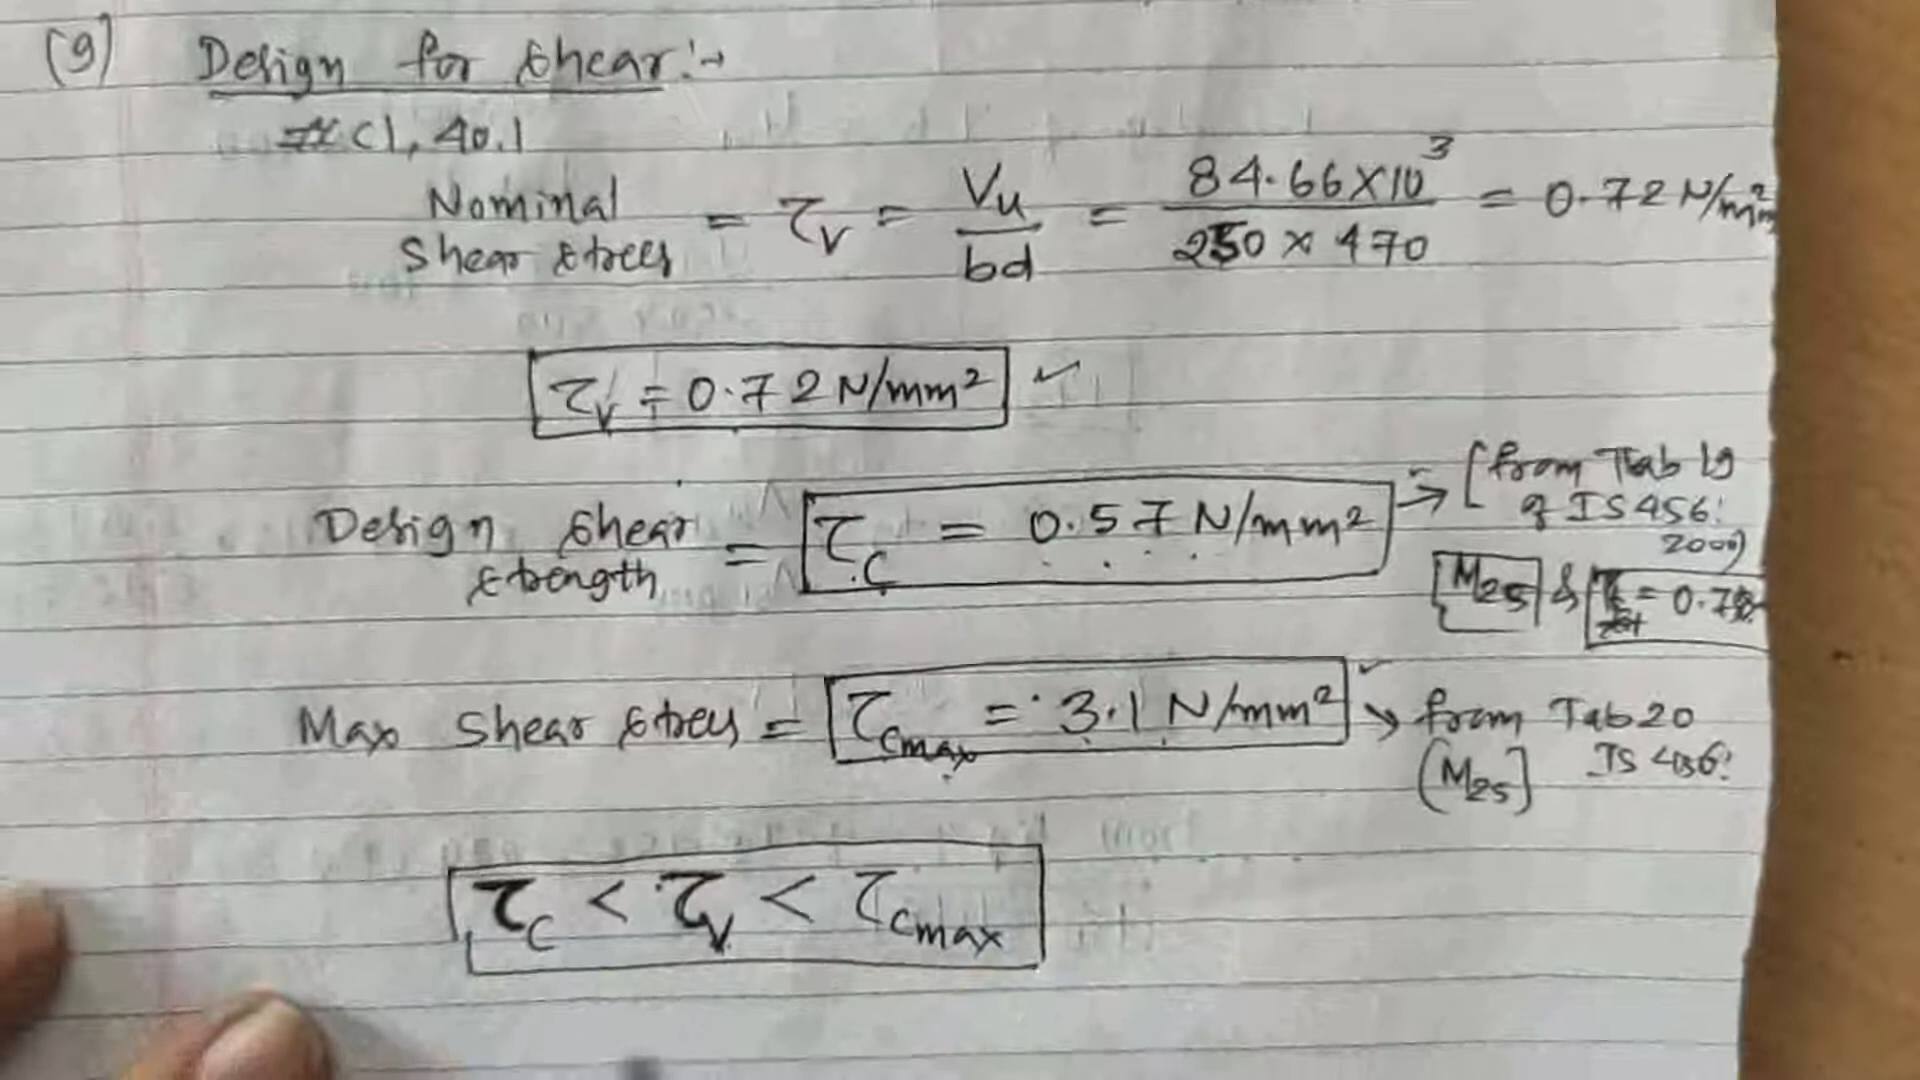 (9) Design for Shear:→
# Cl, 40.1
Nominal Shear Stress = τv = Vu / bd = 84.66×10³ / 250 × 470 = 0.72 N/mm²
τv = 0.72 N/mm² ✓
Design Shear Strength = τc = 0.57 N/mm² → [from Tab 19 of IS 456: 2000)
M25 & = 0.7
Max Shear Stress = τcmax = 3.1 N/mm² → from Tab 20 IS 456:
(M25]
τc < τv < τcmax